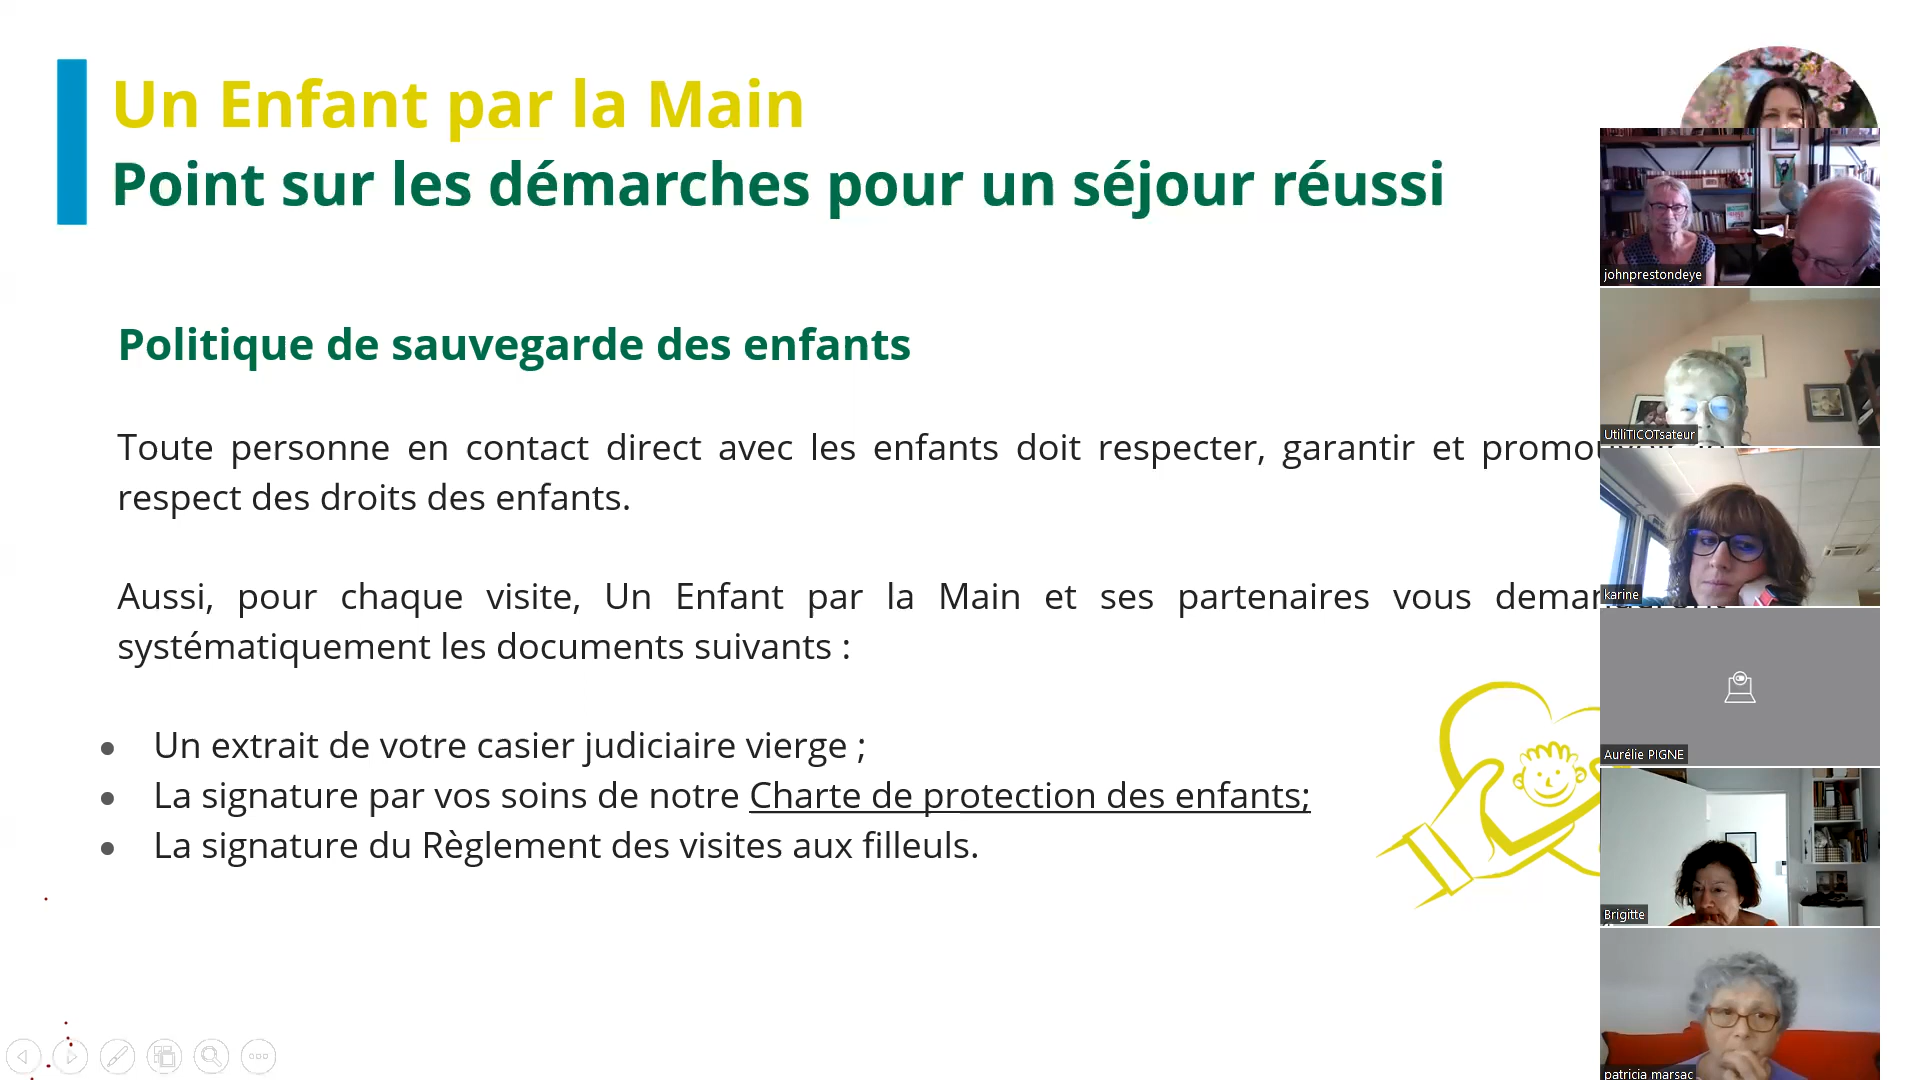 Un Enfant par la Main
Point sur les démarches pour un séjour réussi
Politique de sauvegarde des enfants
Toute personne en contact direct avec les enfants doit respecter, garantir et
respect des droits des enfants.
Aussi, pour chaque visite, Un Enfant par la Main et ses partenaires vous
systématiquement les documents suivants :
Un extrait de votre casier judiciaire vierge ;
La signature par vos soins de notre Charte de protection des enfants;
La signature du Règlement des visites aux filleuls.
johnprestondeye
UtiliTICOTsateur
karine
Aurélie PIGNE
Brigitte
patricia marsac